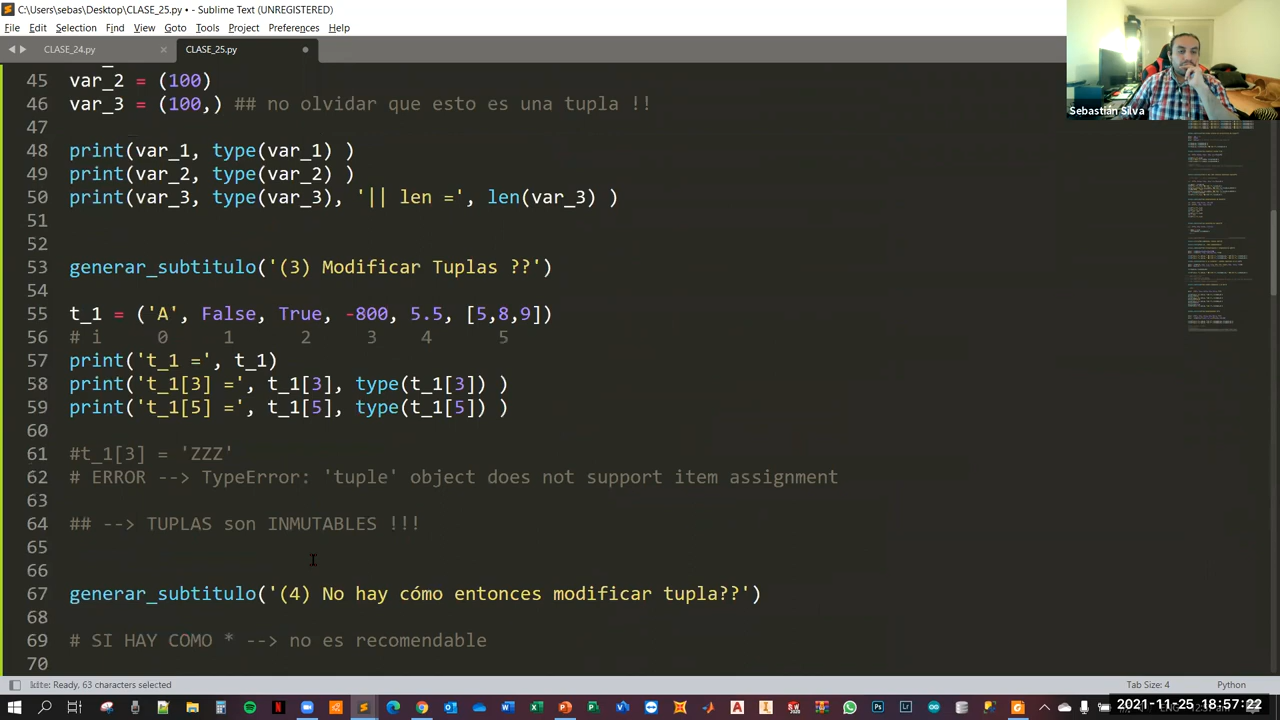 C:\Users\sebas\Desktop\CLASE_25.py • - Sublime Text (UNREGISTERED)
File Edit Selection Find View Goto Tools Project Preferences Help
CLASE_24.py × CLASE_25.py
Sebastián Silva
45 var_2 = (100)
46 var_3 = (100,) ## no olvidar que esto es una tupla !!
47
48 print(var_1, type(var_1))
49 print(var_2, type(var_2) )
50 print(var_3, type(var_3), '|| len =', len(var_3) )
51
52
53 generar_subtitulo('(3) Modificar Tuplas ??')
54
55 t_1 = ('A', False, True, -800, 5.5, [5,8,9])
56 # i 0 1 2 3 4 5
57 print('t_1 =', t_1)
58 print('t_1[3] =', t_1[3], type(t_1[3]) )
59 print('t_1[5] =', t_1[5], type(t_1[5]) )
60
61 #t_1[3] = 'ZZZ'
62 # ERROR --> TypeError: 'tuple' object does not support item assignment
63
64 ## --> TUPLAS son INMUTABLES !!!
65
66
67 generar_subtitulo('(4) No hay cómo entonces modificar tupla??')
68
69 # SI HAY COMO * --> no es recomendable
70
Ready, 63 characters selected
Tab Size: 4 Python
2021-11-25 18:57:22